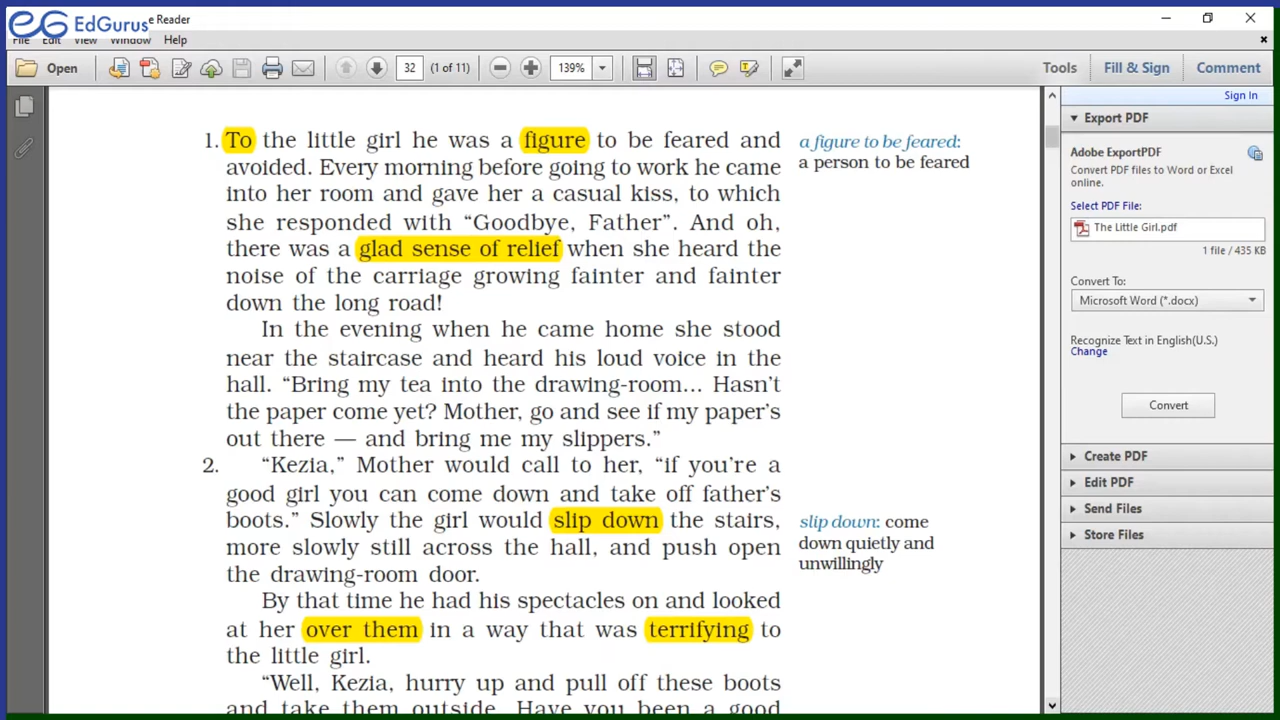 EdGurus e Reader
File Edit View Window Help
Open 32 (1 of 11) 139% Tools Fill & Sign Comment
Sign In
1. To the little girl he was a figure to be feared and
avoided. Every morning before going to work he came
into her room and gave her a casual kiss, to which
she responded with “Goodbye, Father”. And oh,
there was a glad sense of relief when she heard the
noise of the carriage growing fainter and fainter
down the long road!
In the evening when he came home she stood
near the staircase and heard his loud voice in the
hall. “Bring my tea into the drawing-room... Hasn’t
the paper come yet? Mother, go and see if my paper’s
out there — and bring me my slippers.”
2. “Kezia,” Mother would call to her, “if you’re a
good girl you can come down and take off father’s
boots.” Slowly the girl would slip down the stairs,
more slowly still across the hall, and push open
the drawing-room door.
By that time he had his spectacles on and looked
at her over them in a way that was terrifying to
the little girl.
“Well, Kezia, hurry up and pull off these boots
and take them outside. Have you been a good
a figure to be feared:
a person to be feared
slip down: come
down quietly and
unwillingly
Export PDF
Adobe ExportPDF
Convert PDF files to Word or Excel
online.
Select PDF File:
The Little Girl.pdf
1 file / 435 KB
Convert To:
Microsoft Word (*.docx)
Recognize Text in English(U.S.)
Change
Convert
Create PDF
Edit PDF
Send Files
Store Files